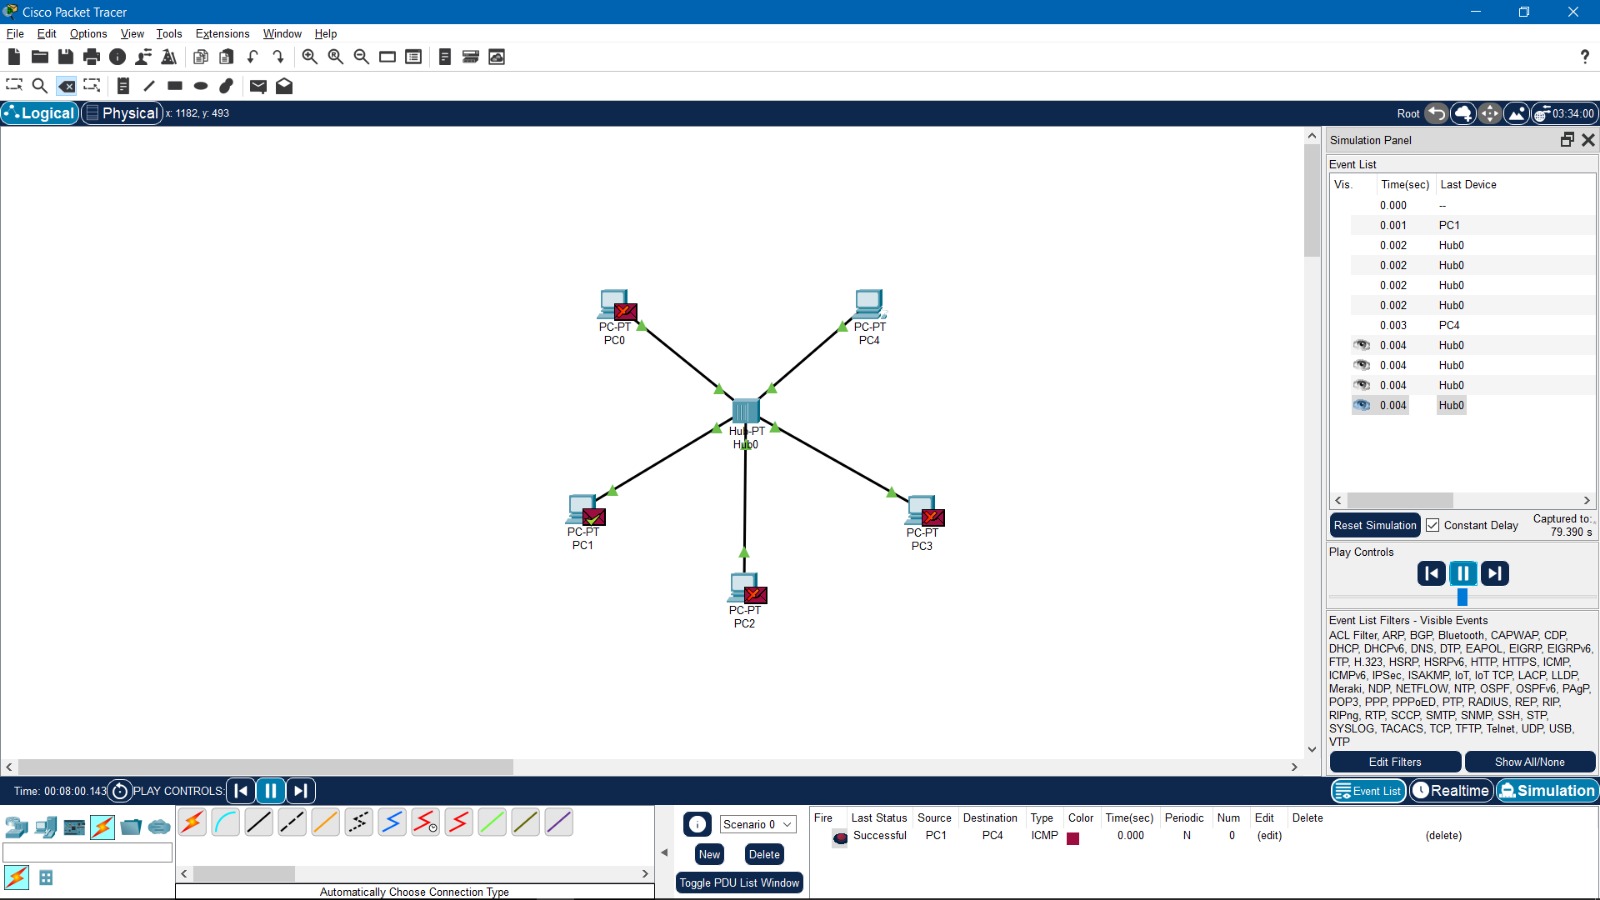 Cisco Packet Tracer
File Edit Options View Tools Extensions Window Help
?
Logical Physical x: 1182, y: 493
Root 03:34:00
PC-PT
PC0
PC-PT
PC4
Hub-PT
Hub0
PC-PT
PC1
PC-PT
PC3
PC-PT
PC2
Simulation Panel
Event List
Vis. Time(sec) Last Device
0.000 --
0.001 PC1
0.002 Hub0
0.002 Hub0
0.002 Hub0
0.002 Hub0
0.003 PC4
0.004 Hub0
0.004 Hub0
0.004 Hub0
0.004 Hub0
Reset Simulation Constant Delay Captured to:
79.390 s
Play Controls
Event List Filters - Visible Events
ACL Filter, ARP, BGP, Bluetooth, CAPWAP, CDP,
DHCP, DHCPv6, DNS, DTP, EAPOL, EIGRP, EIGRPv6,
FTP, H.323, HSRP, HSRPv6, HTTP, HTTPS, ICMP,
ICMPv6, IPSec, ISAKMP, IoT, IoT TCP, LACP, LLDP,
Meraki, NDP, NETFLOW, NTP, OSPF, OSPFv6, PAgP,
POP3, PPP, PPPoED, PTP, RADIUS, REP, RIP,
RIPng, RTP, SCCP, SMTP, SNMP, SSH, STP,
SYSLOG, TACACS, TCP, TFTP, Telnet, UDP, USB,
VTP
Edit Filters Show All/None
Time: 00:08:00.143 PLAY CONTROLS:
Event List Realtime Simulation
Automatically Choose Connection Type
Scenario 0
New Delete
Toggle PDU List Window
Fire Last Status Source Destination Type Color Time(sec) Periodic Num Edit Delete
Successful PC1 PC4 ICMP 0.000 N 0 (edit) (delete)